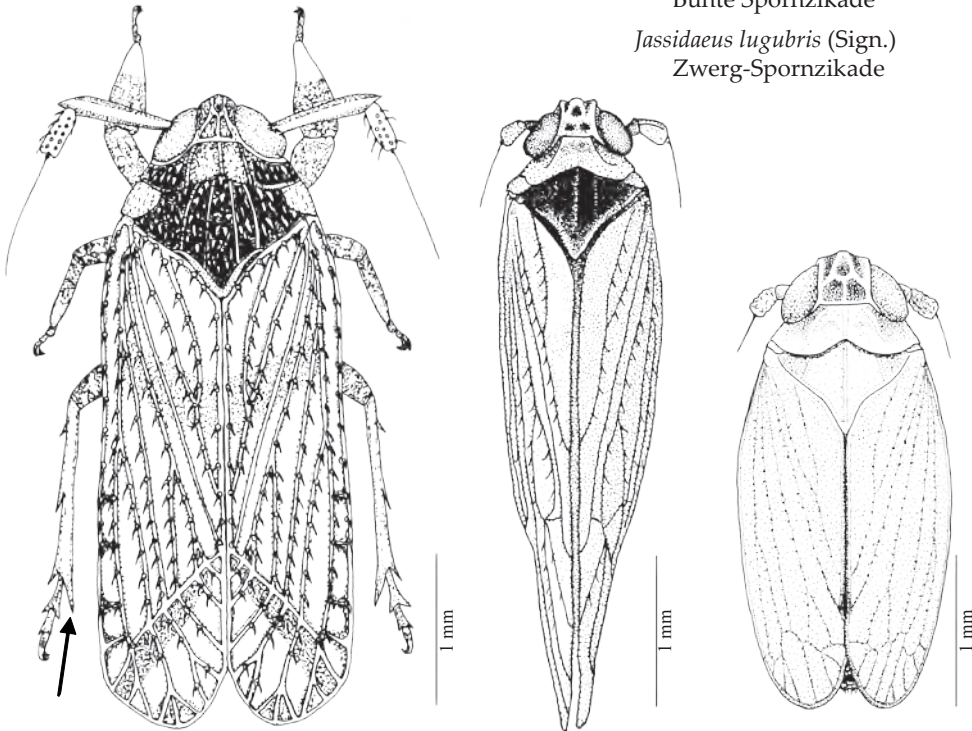 Bunte Spornzikade
Jassidaeus lugubris (Sign.)
Zwerg-Spornzikade
1 mm
1 mm
1 mm